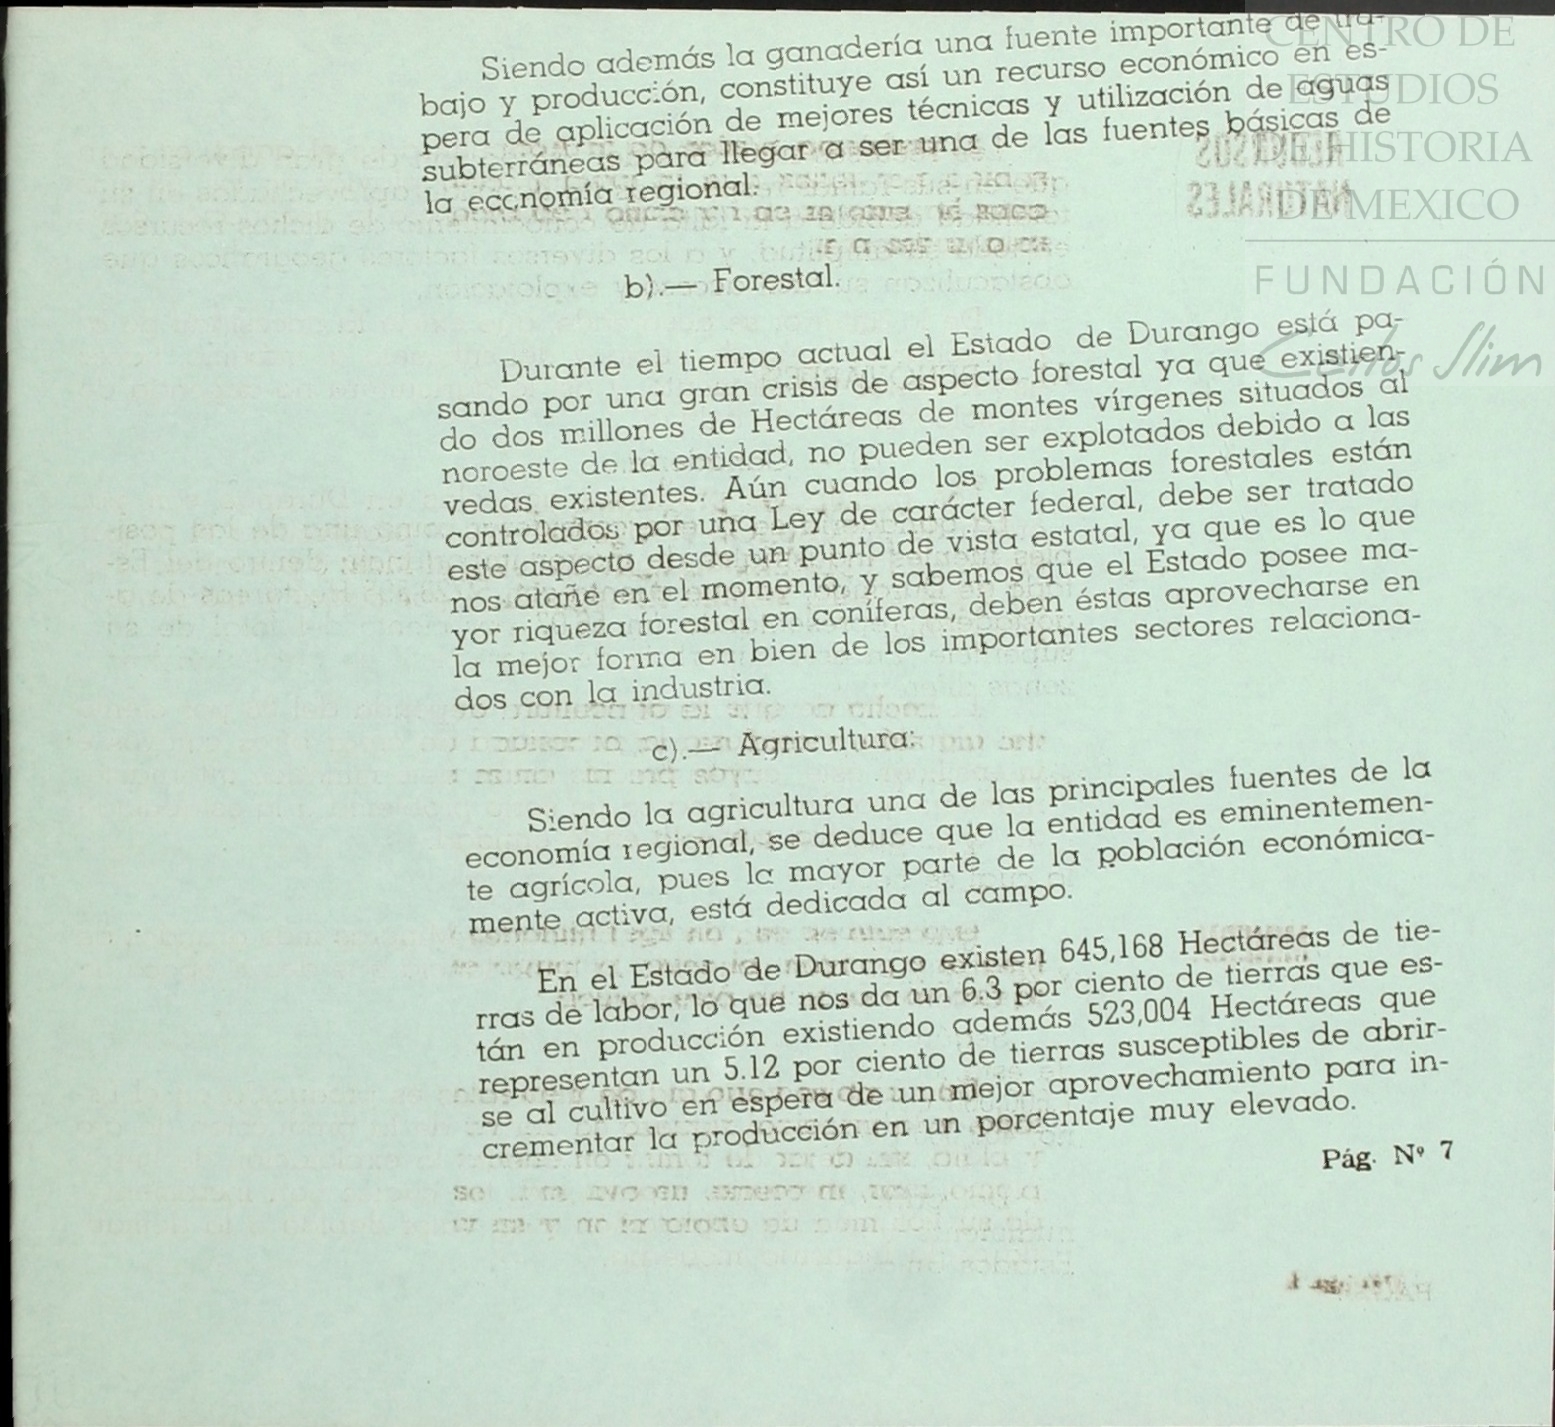 Siendo además la ganadería una fuente importante de tra-
bajo y producción, constituye así un recurso económico en es-
pera de aplicación de mejores técnicas y utilización de aguas
subterráneas para llegar a ser una de las fuentes básicas de
la economía regional.
b).— Forestal.
Durante el tiempo actual el Estado de Durango está pa-
sando por una gran crisis de aspecto forestal ya que existien-
do dos millones de Hectáreas de montes vírgenes situados al
noroeste de la entidad, no pueden ser explotados debido a las
vedas existentes. Aún cuando los problemas forestales están
controlados por una Ley de carácter federal, debe ser tratado
este aspecto desde un punto de vista estatal, ya que es lo que
nos atañe en el momento, y sabemos que el Estado posee ma-
yor riqueza forestal en coníferas, deben éstas aprovecharse en
la mejor forma en bien de los importantes sectores relaciona-
dos con la industria.
c).— Agricultura:
Siendo la agricultura una de las principales fuentes de la
economía regional, se deduce que la entidad es eminentemen-
te agrícola, pues la mayor parte de la población económica-
mente activa, está dedicada al campo.
En el Estado de Durango existen 645,168 Hectáreas de tie-
rras de labor, lo que nos da un 6.3 por ciento de tierras que es-
tán en producción existiendo además 523,004 Hectáreas que
representan un 5.12 por ciento de tierras susceptibles de abrir-
se al cultivo en espera de un mejor aprovechamiento para in-
crementar la producción en un porcentaje muy elevado.
Pág. Nº 7
CENTRO DE
ESTUDIOS
DE HISTORIA
DE MEXICO
FUNDACIÓN
Carlos Slim
RECURSOS
NATURALES